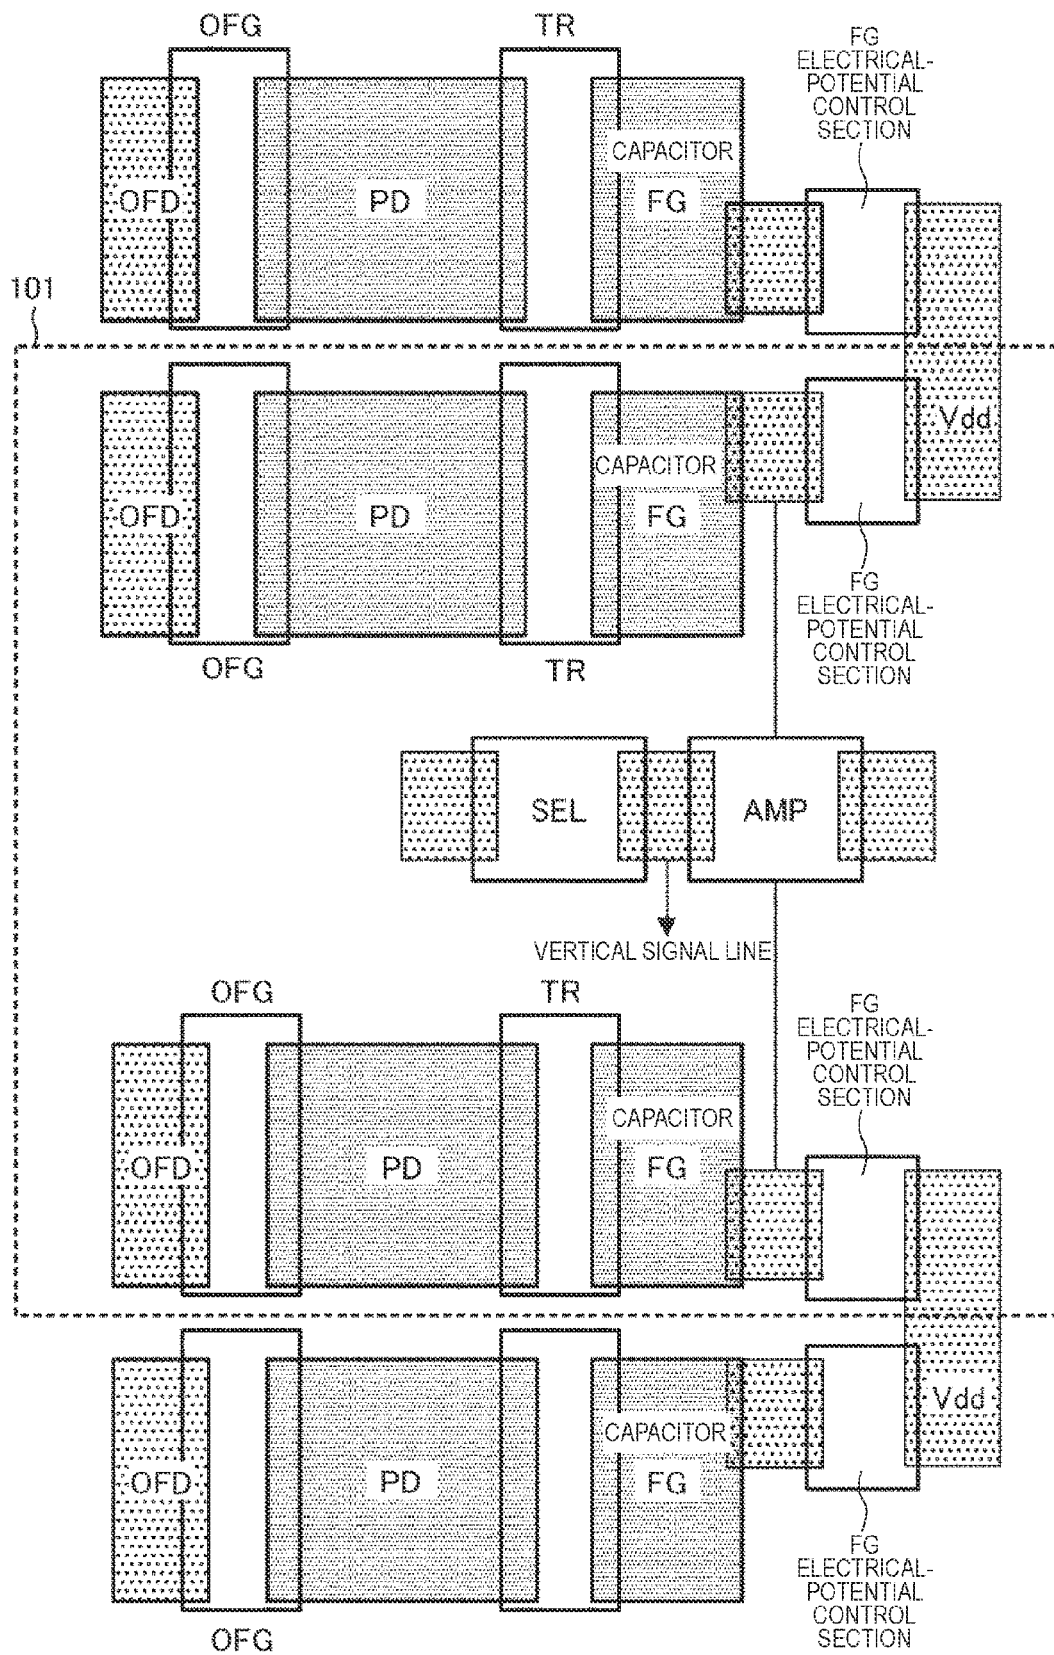 OFG
TR
FG
ELECTRICAL-
POTENTIAL
CONTROL
SECTION
CAPACITOR
OFD
PD
FG
101
Vdd
CAPACITOR
OFD
PD
FG
FG
ELECTRICAL-
POTENTIAL
CONTROL
SECTION
OFG
TR
SEL
AMP
VERTICAL SIGNAL LINE
OFG
TR
FG
ELECTRICAL-
POTENTIAL
CONTROL
SECTION
CAPACITOR
OFD
PD
FG
Vdd
CAPACITOR
OFD
PD
FG
FG
ELECTRICAL-
POTENTIAL
CONTROL
SECTION
OFG